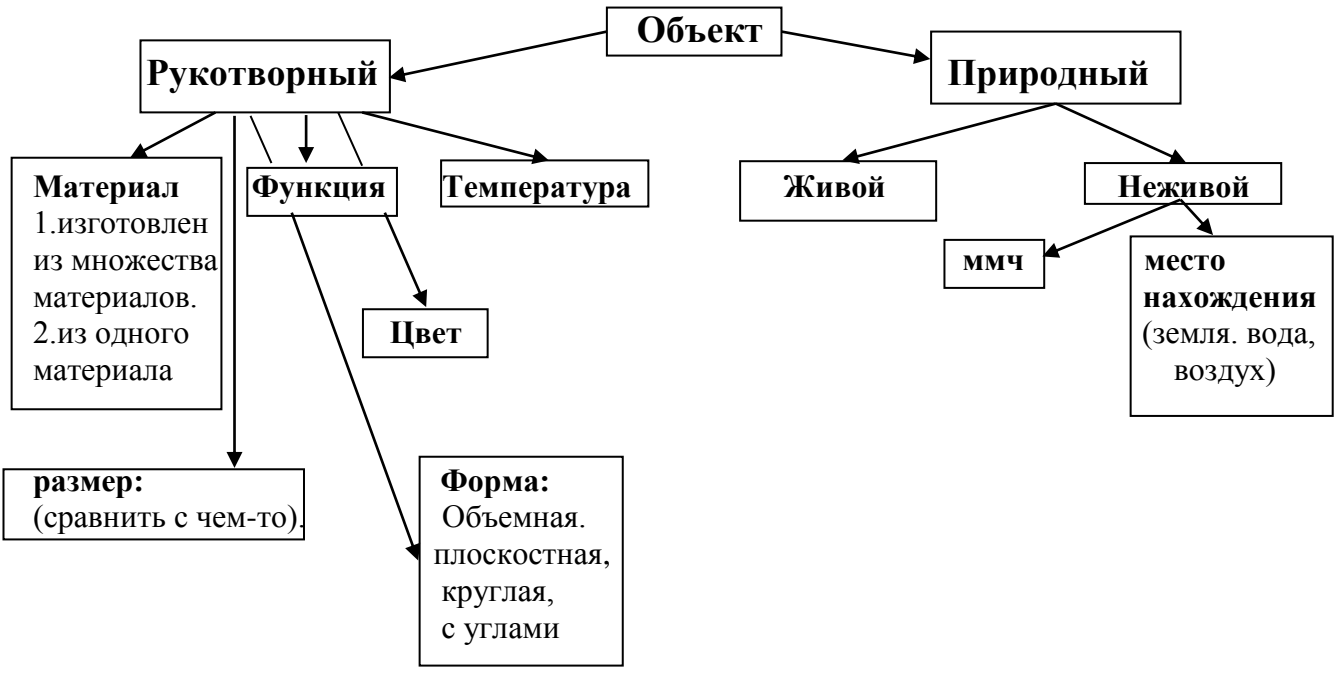 Объект
Рукотворный
Природный
Материал
1.изготовлен
из множества
материалов.
2.из одного
материала
Функция
Температура
Живой
Неживой
ммч
место
нахождения
(земля. вода,
воздух)
Цвет
размер:
(сравнить с чем-то).
Форма:
Объемная.
плоскостная,
круглая,
с углами